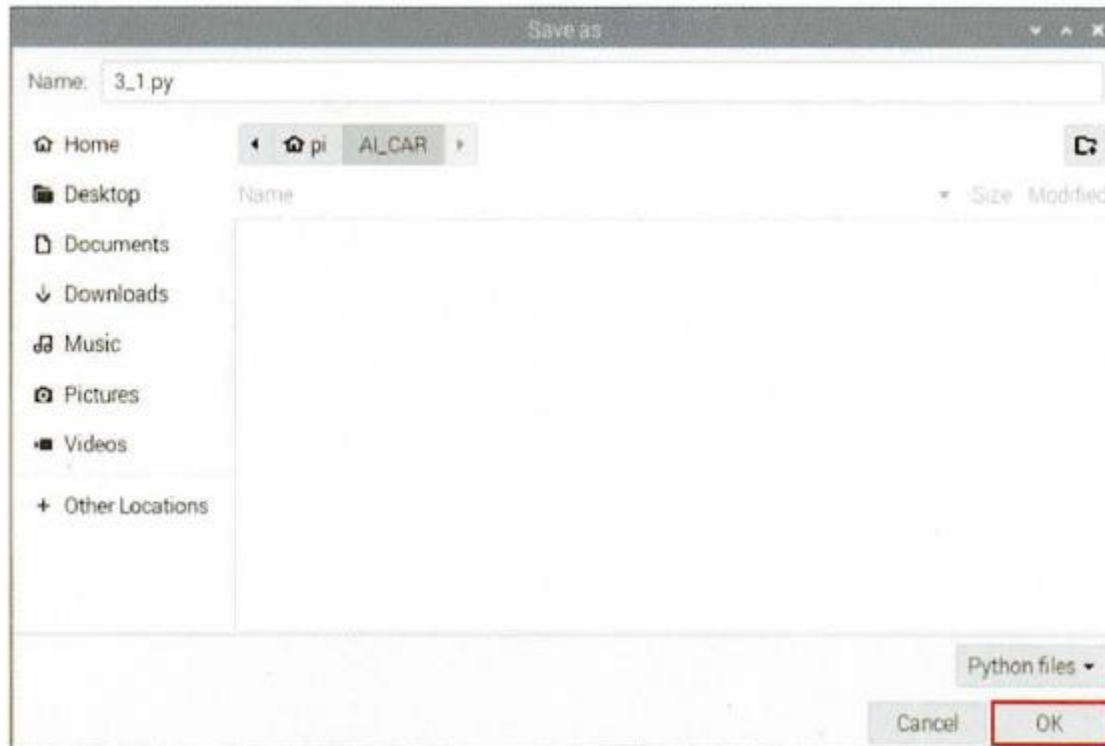 Save as
Name: 3_1.py
Home
pi AI_CAR
Desktop
Name Size Modified
Documents
Downloads
Music
Pictures
Videos
+ Other Locations
Python files
Cancel OK